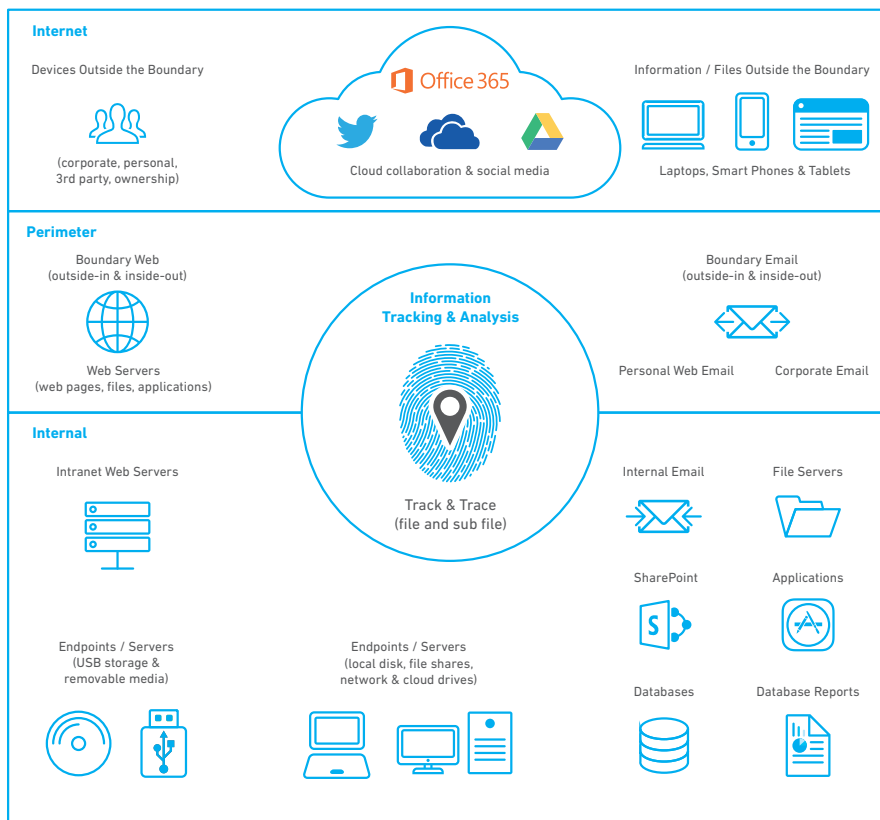 Internet
Devices Outside the Boundary
(corporate, personal,
3rd party, ownership)
Office 365
Cloud collaboration & social media
Information / Files Outside the Boundary
Laptops, Smart Phones & Tablets
Perimeter
Boundary Web
(outside-in & inside-out)
Web Servers
(web pages, files, applications)
Information
Tracking & Analysis
Track & Trace
(file and sub file)
Boundary Email
(outside-in & inside-out)
Personal Web Email
Corporate Email
Internal
Intranet Web Servers
Internal Email
File Servers
SharePoint
S
Applications
Endpoints / Servers
(USB storage &
removable media)
Endpoints / Servers
(local disk, file shares,
network & cloud drives)
Databases
Database Reports